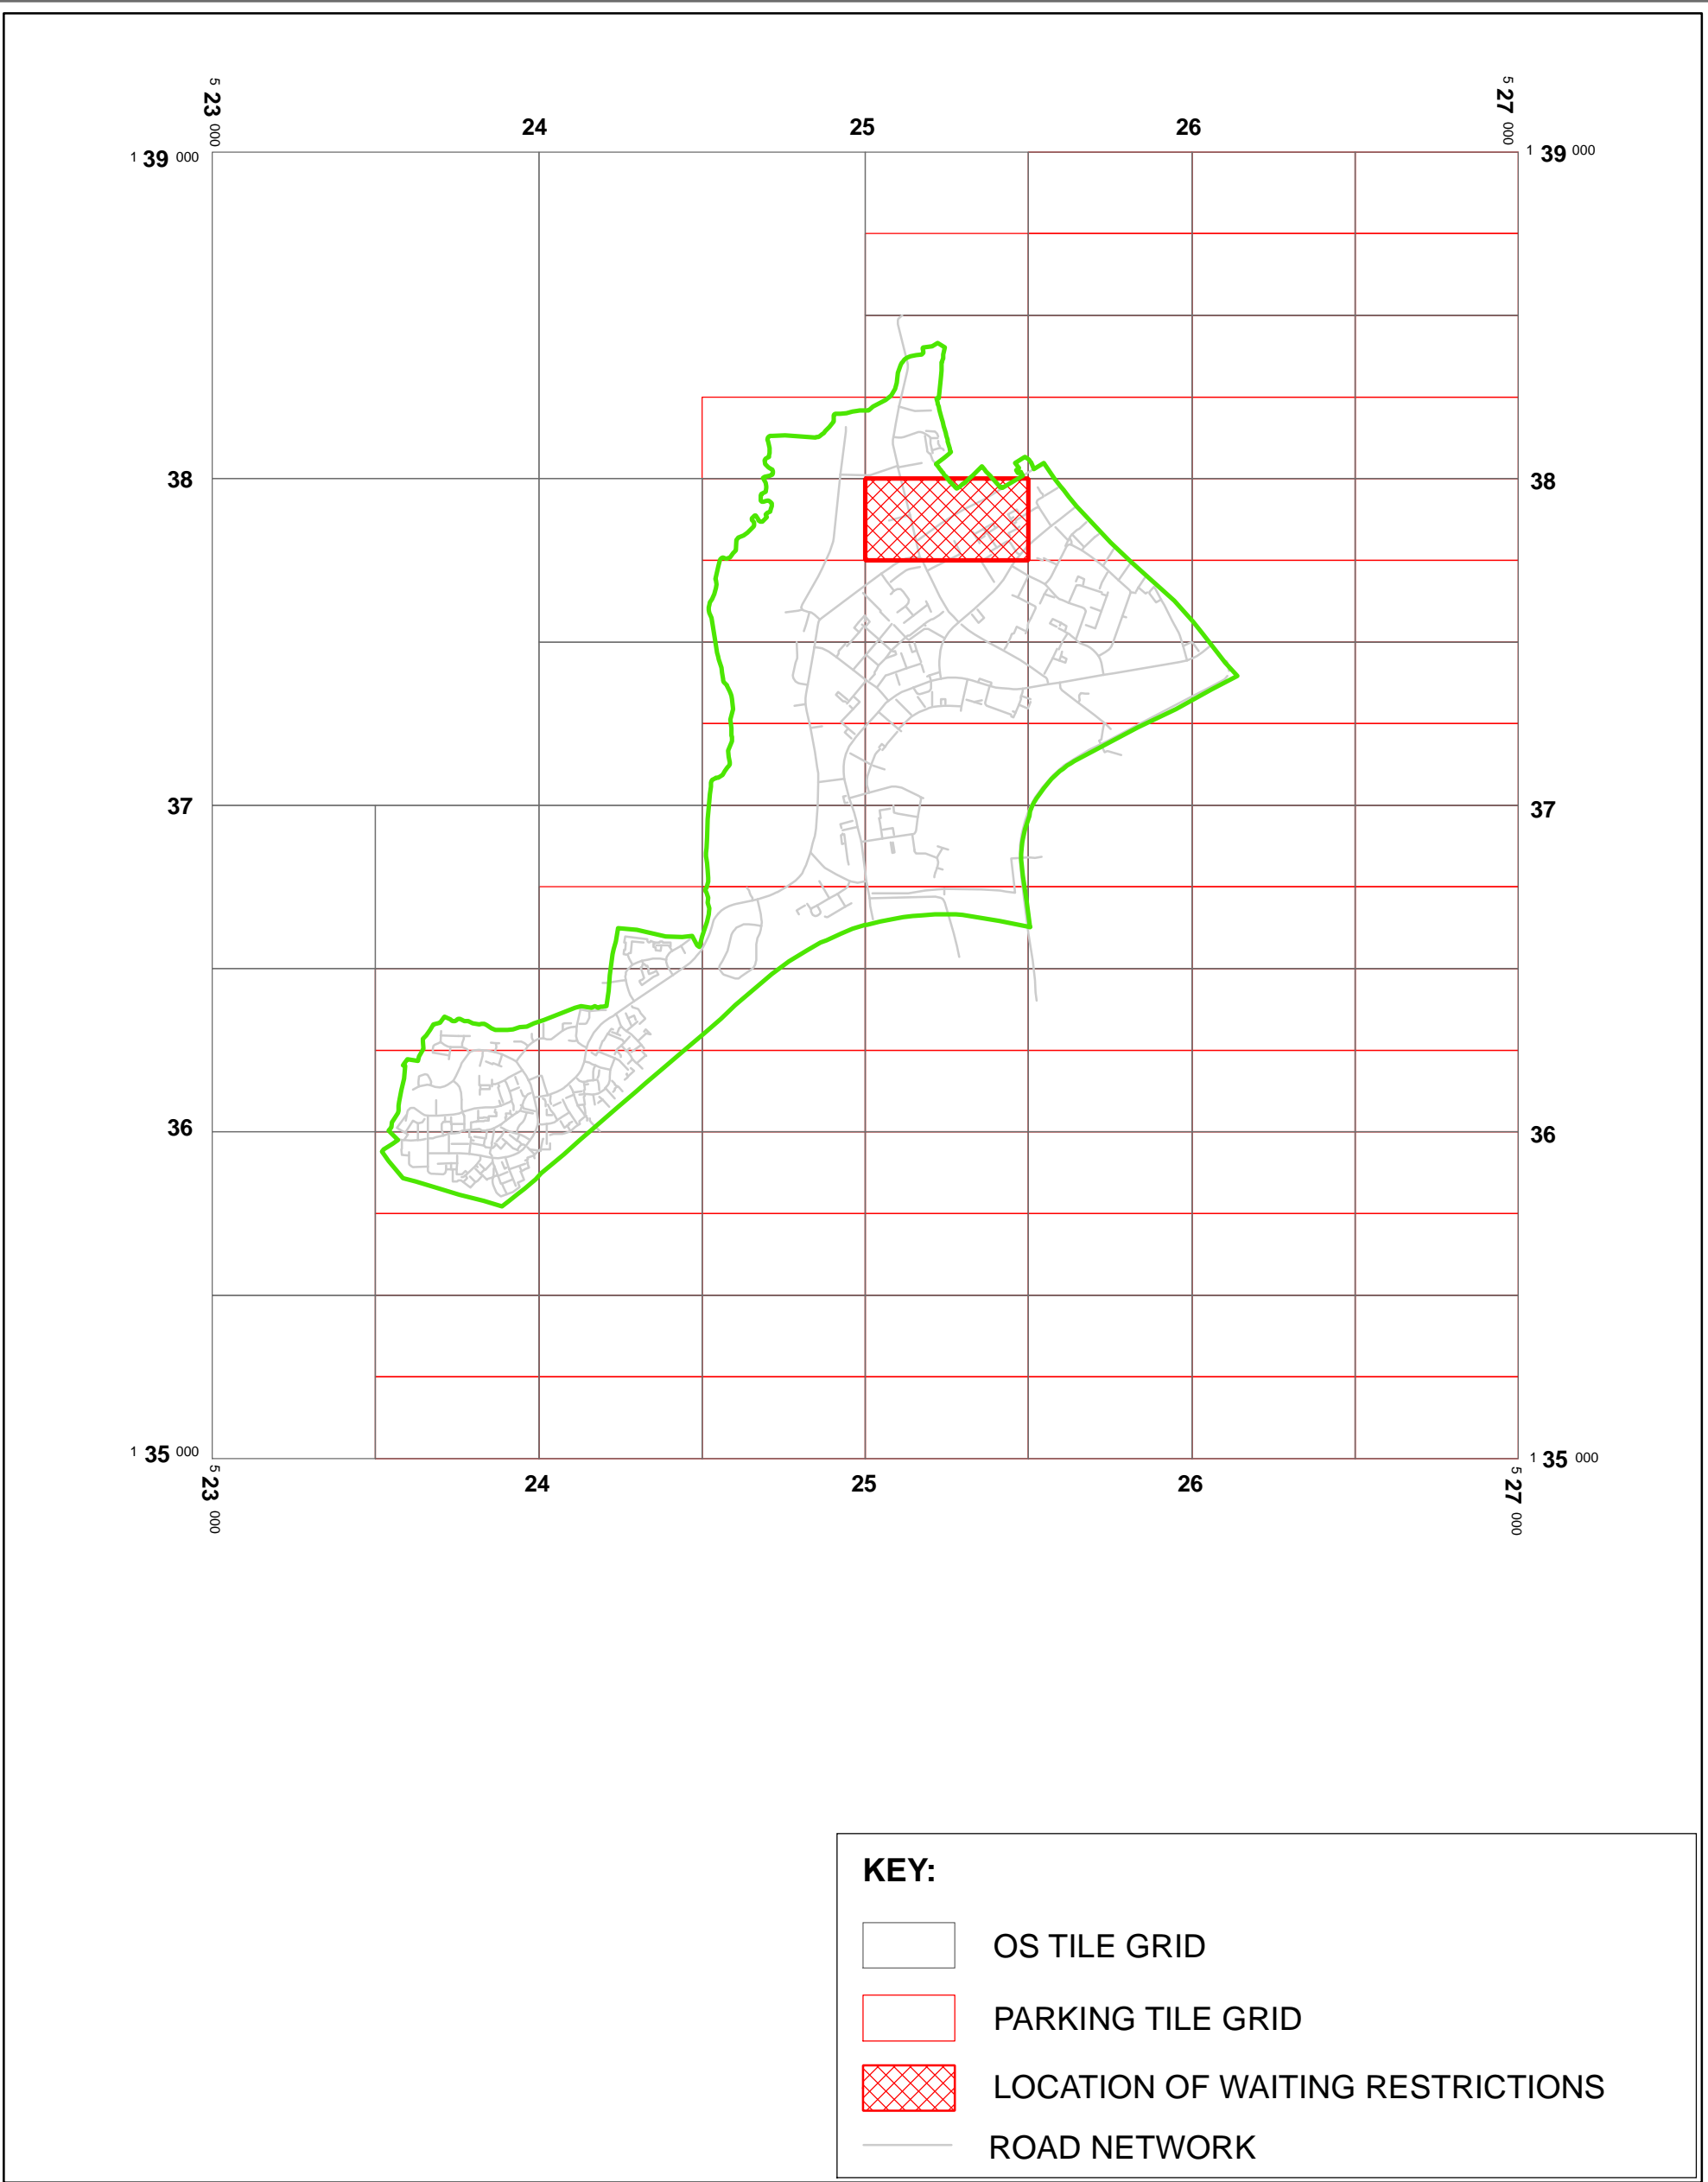 5 23 000
24
25
26
5 27 000
1 39 000
1 39 000
38
38
37
37
36
36
1 35 000
1 35 000
5 23 000
24
25
26
5 27 000
KEY:
OS TILE GRID
PARKING TILE GRID
LOCATION OF WAITING RESTRICTIONS
ROAD NETWORK